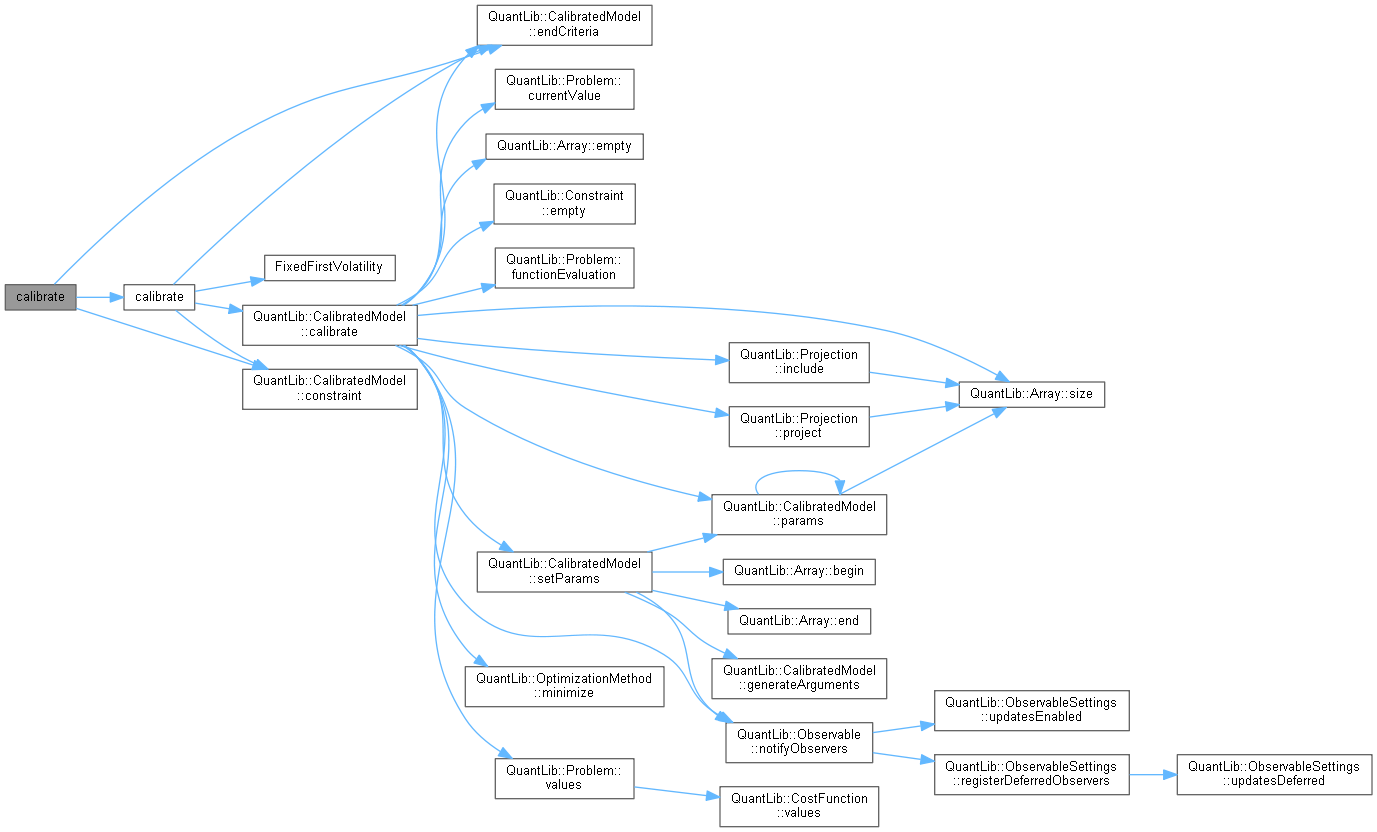 QuantLib::CalibratedModel
::endCriteria
QuantLib::Problem::
currentValue
QuantLib::Array::empty
QuantLib::Constraint
::empty
QuantLib::Problem::
functionEvaluation
FixedFirstVolatility
calibrate
calibrate
QuantLib::CalibratedModel
::calibrate
QuantLib::CalibratedModel
::constraint
QuantLib::Projection
::include
QuantLib::Array::size
QuantLib::Projection
::project
QuantLib::CalibratedModel
::params
QuantLib::CalibratedModel
::setParams
QuantLib::Array::begin
QuantLib::Array::end
QuantLib::CalibratedModel
::generateArguments
QuantLib::OptimizationMethod
::minimize
QuantLib::Observable
::notifyObservers
QuantLib::ObservableSettings
::updatesEnabled
QuantLib::ObservableSettings
::registerDeferredObservers
QuantLib::ObservableSettings
::updatesDeferred
QuantLib::Problem::
values
QuantLib::CostFunction
::values